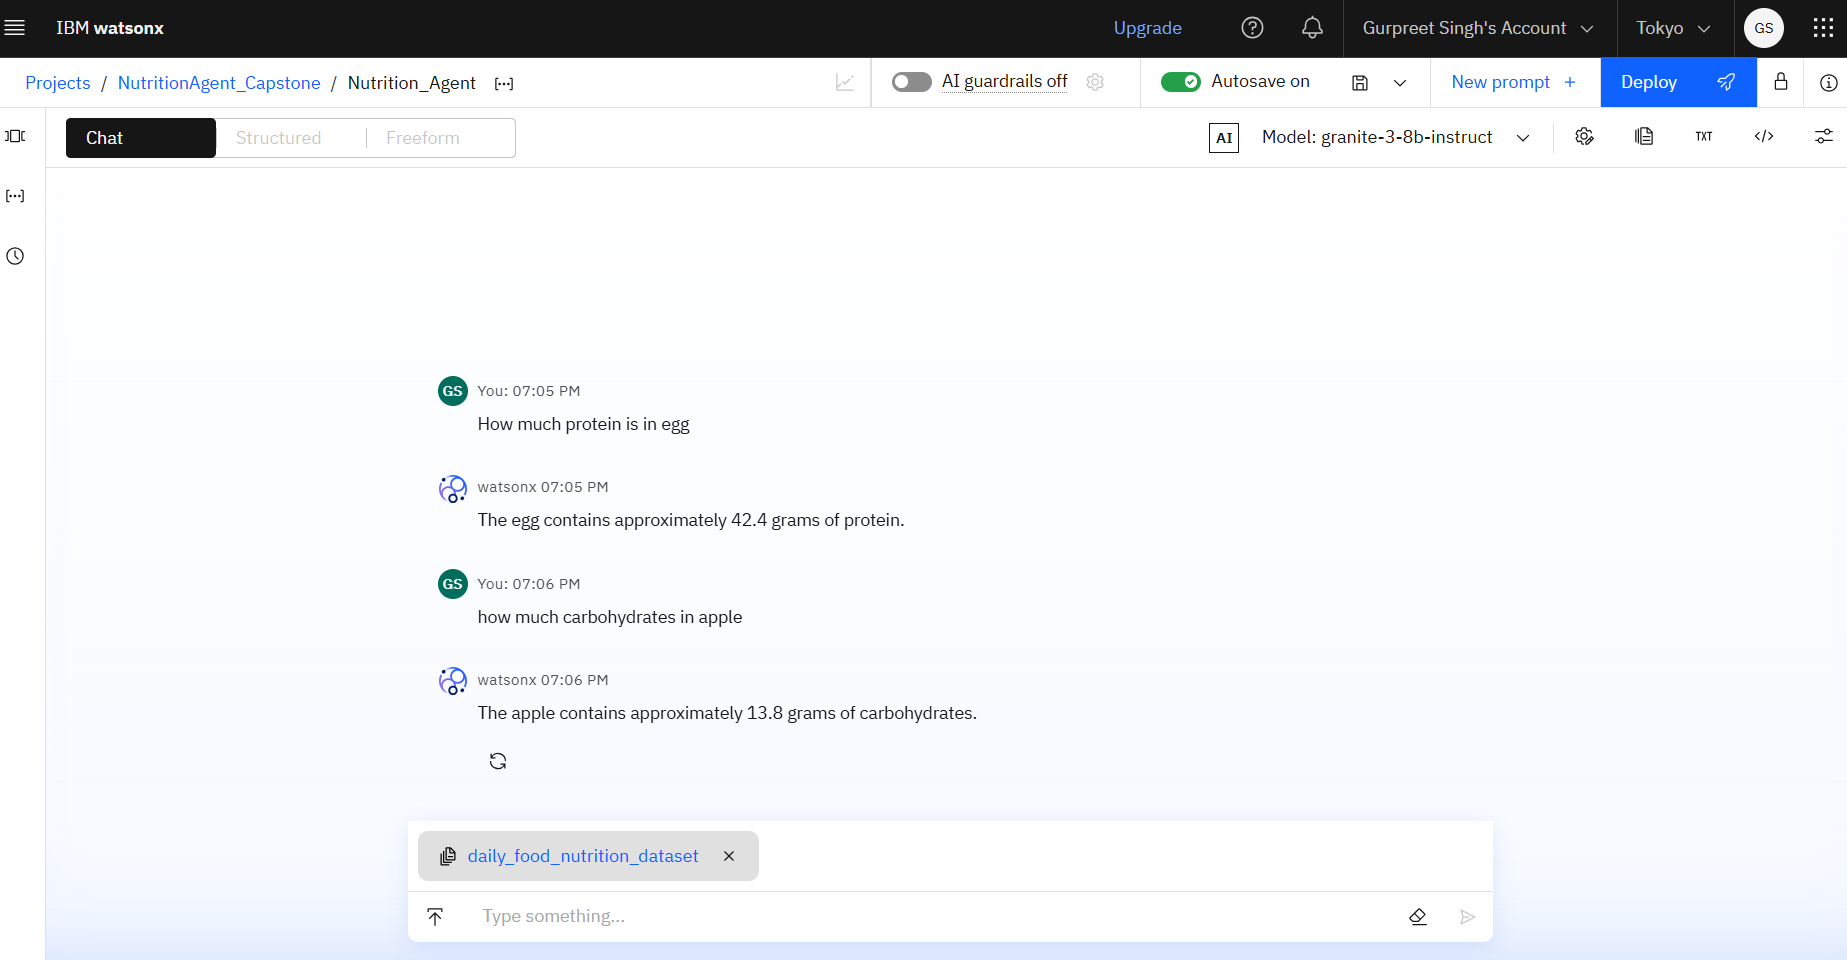 IBM watsonx
Upgrade
Gurpreet Singh's Account
Tokyo
GS
Projects / NutritionAgent_Capstone / Nutrition_Agent
AI guardrails off
Autosave on
New prompt +
Deploy
Chat
Structured
Freeform
AI
Model: granite-3-8b-instruct
TXT
GS
You: 07:05 PM
How much protein is in egg
watsonx 07:05 PM
The egg contains approximately 42.4 grams of protein.
GS
You: 07:06 PM
how much carbohydrates in apple
watsonx 07:06 PM
The apple contains approximately 13.8 grams of carbohydrates.
daily_food_nutrition_dataset
Type something...